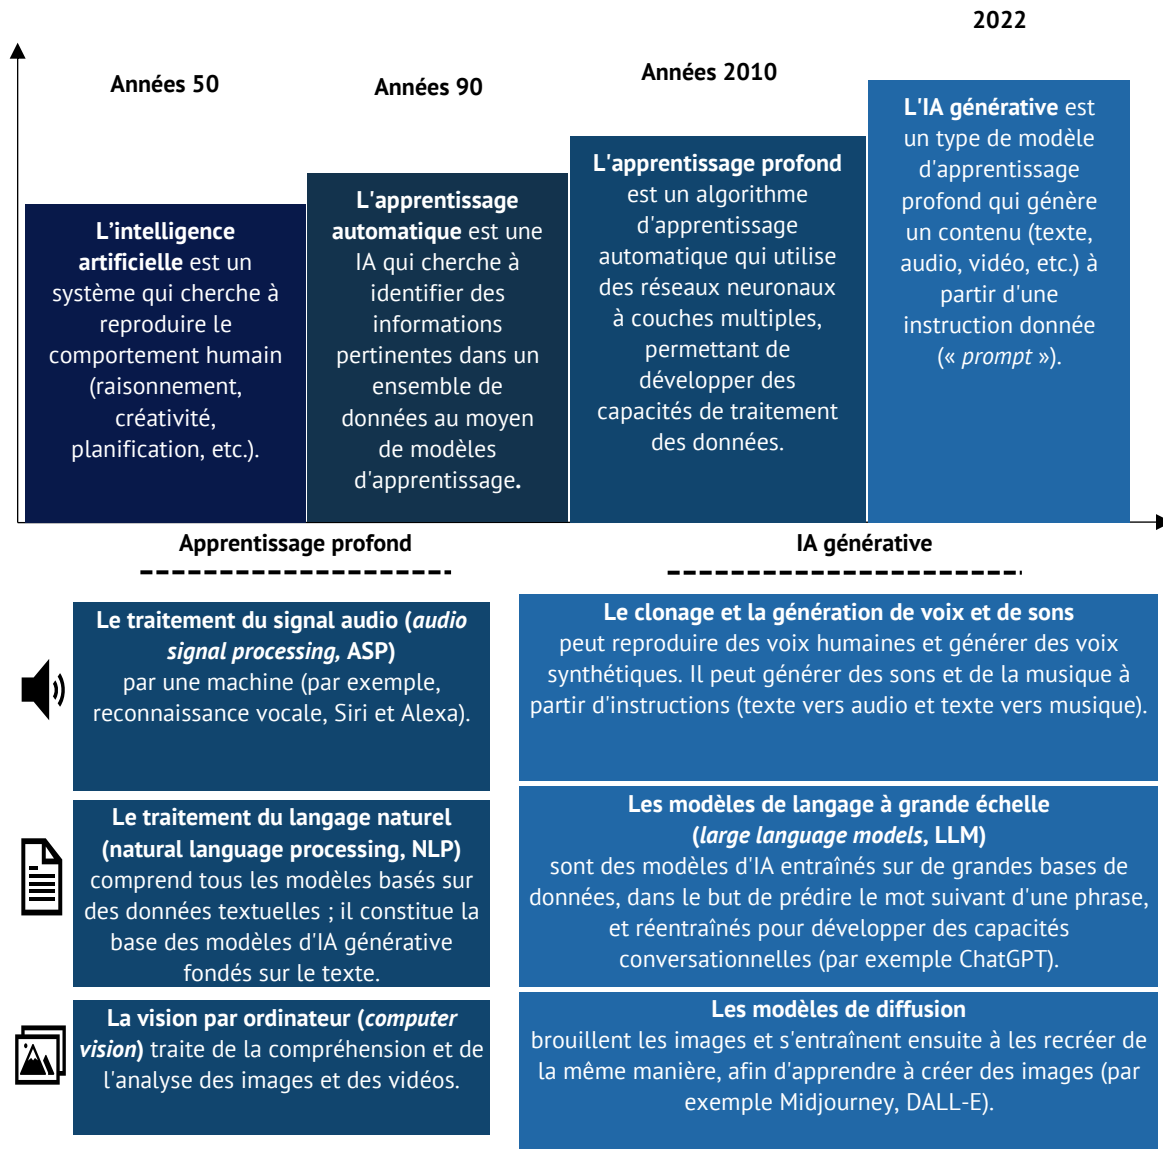 2022
Années 50
Années 90
Années 2010
L’intelligence
artificielle est un
système qui cherche à
reproduire le
comportement humain
(raisonnement,
créativité,
planification, etc.).
L'apprentissage
automatique est une
IA qui cherche à
identifier des
informations
pertinentes dans un
ensemble de
données au moyen
de modèles
d'apprentissage.
L'apprentissage profond
est un algorithme
d'apprentissage
automatique qui utilise
des réseaux neuronaux
à couches multiples,
permettant de
développer des
capacités de traitement
des données.
L'IA générative est
un type de modèle
d'apprentissage
profond qui génère
un contenu (texte,
audio, vidéo, etc.) à
partir d'une
instruction donnée
(« prompt »).
Apprentissage profond
IA générative
Le traitement du signal audio (audio
signal processing, ASP)
par une machine (par exemple,
reconnaissance vocale, Siri et Alexa).
Le clonage et la génération de voix et de sons
peut reproduire des voix humaines et générer des voix
synthétiques. Il peut générer des sons et de la musique à
partir d'instructions (texte vers audio et texte vers musique).
Le traitement du langage naturel
(natural language processing, NLP)
comprend tous les modèles basés sur
des données textuelles ; il constitue la
base des modèles d'IA générative
fondés sur le texte.
Les modèles de langage à grande échelle
(large language models, LLM)
sont des modèles d'IA entraînés sur de grandes bases de
données, dans le but de prédire le mot suivant d'une phrase,
et réentraînés pour développer des capacités
conversationnelles (par exemple ChatGPT).
La vision par ordinateur (computer
vision) traite de la compréhension et de
l'analyse des images et des vidéos.
Les modèles de diffusion
brouillent les images et s'entraînent ensuite à les recréer de
la même manière, afin d'apprendre à créer des images (par
exemple Midjourney, DALL-E).